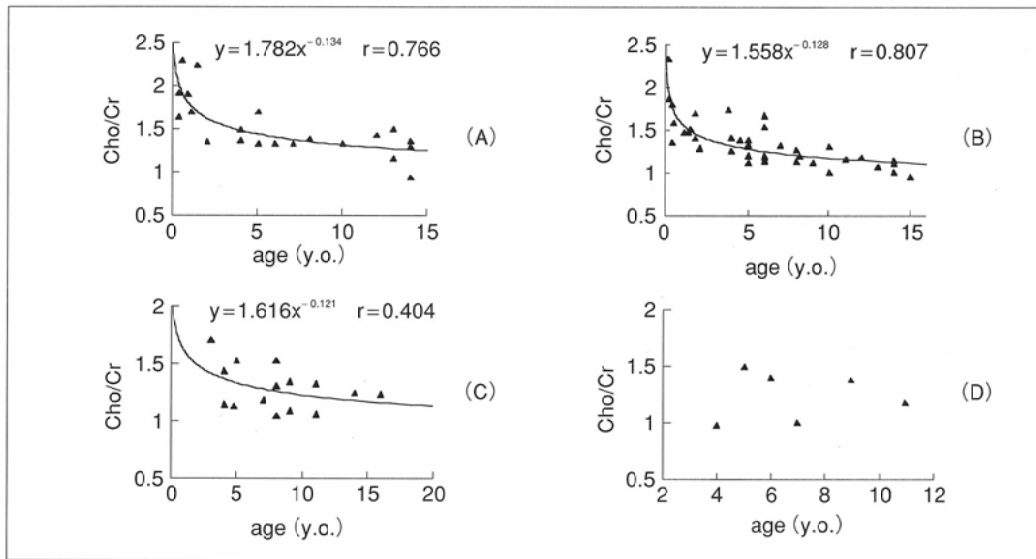 y=1.782x^−0.134 r=0.766
2.5
2
1.5
1
0.5
Cho/Cr
0 5 10 15
age (y.o.)
(A)
y=1.558x^−0.128 r=0.807
2.5
2
1.5
1
0.5
Cho/Cr
0 5 10 15
age (y.o.)
(B)
y=1.616x^−0.121 r=0.404
2
1.5
1
0.5
Cho/Cr
0 5 10 15 20
age (y.o.)
(C)
2
1.5
1
0.5
Cho/Cr
2 4 6 8 10 12
age (y.o.)
(D)